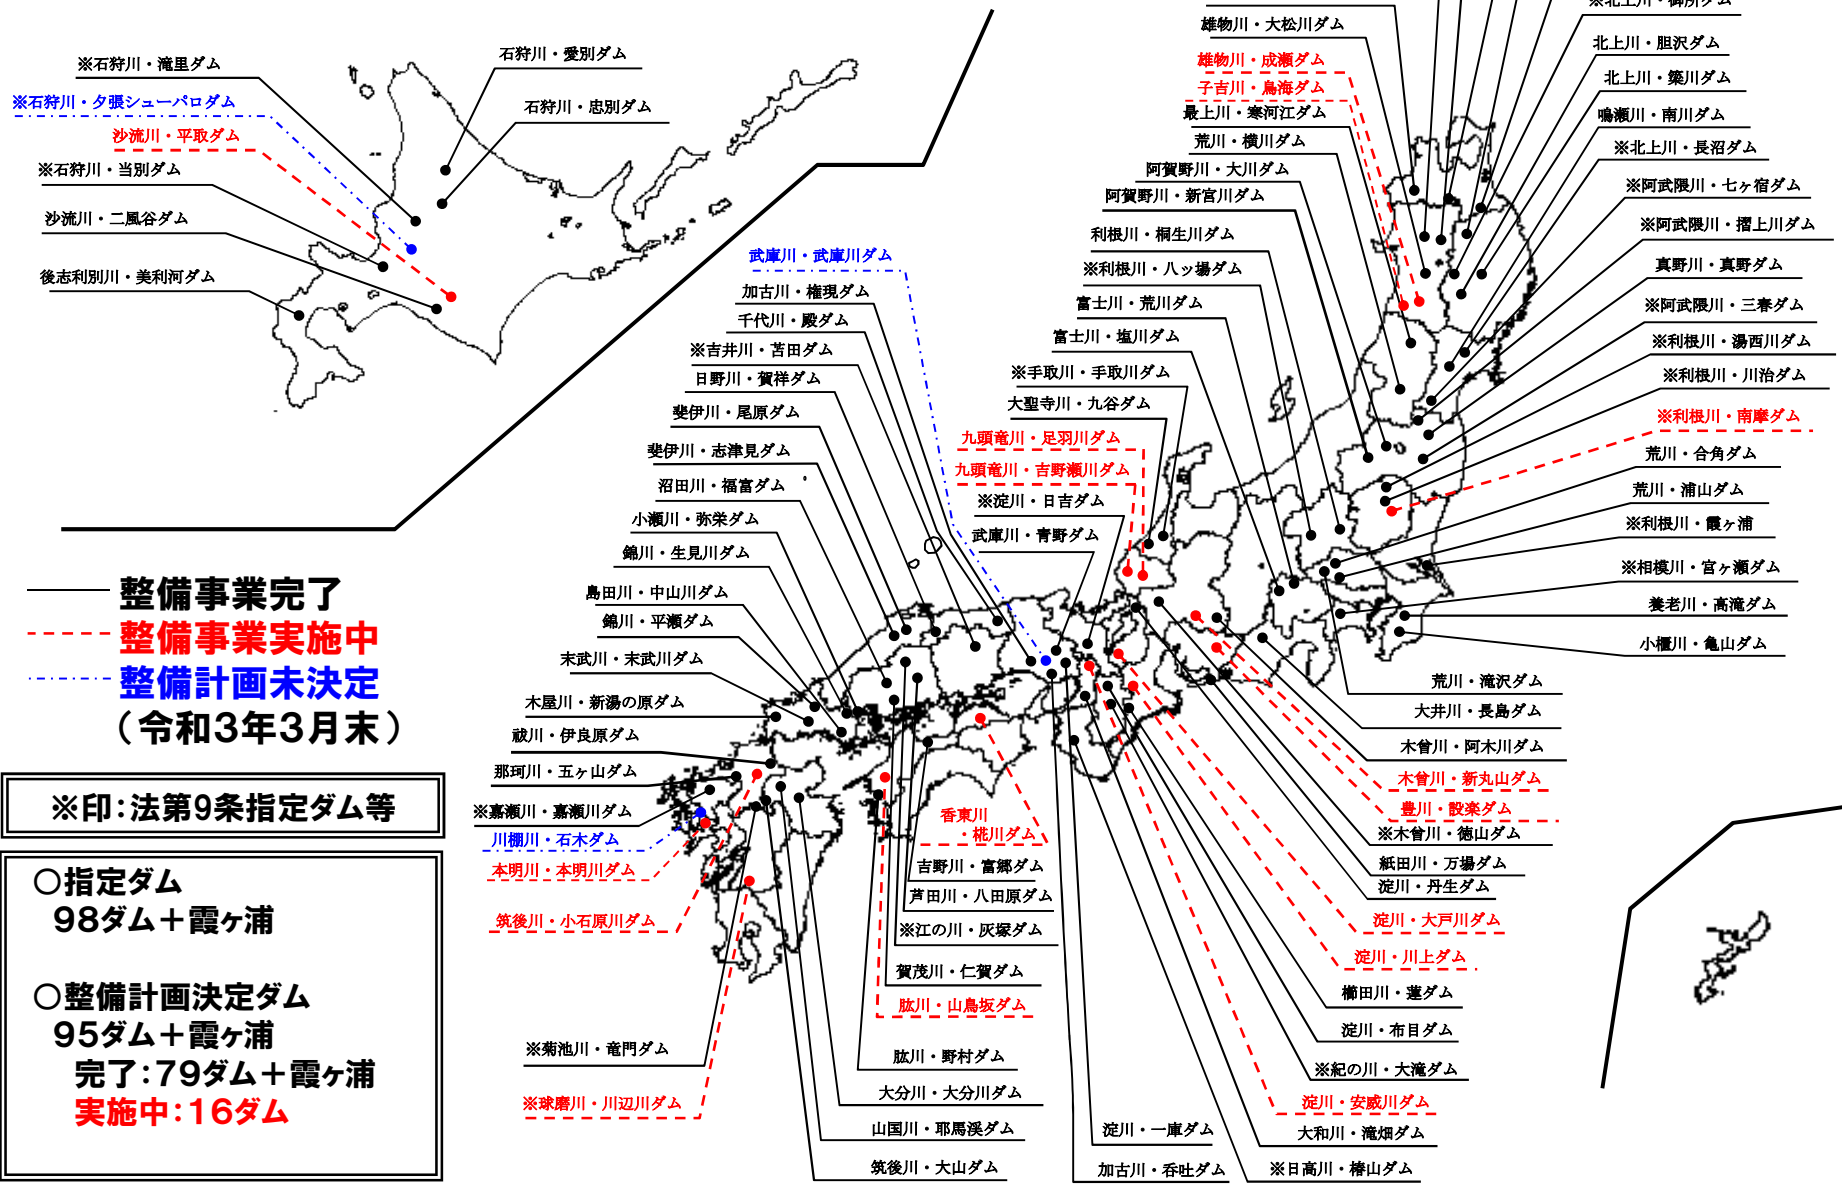 ※石狩川・滝里ダム
※石狩川・夕張シューパロダム
沙流川・平取ダム
※石狩川・当別ダム
沙流川・二風谷ダム
後志利別川・美利河ダム
石狩川・愛別ダム
石狩川・忠別ダム
雄物川・大松川ダム
雄物川・成瀬ダム
子吉川・鳥海ダム
最上川・寒河江ダム
荒川・横川ダム
阿賀野川・大川ダム
阿賀野川・新宮川ダム
利根川・桐生川ダム
※利根川・八ッ場ダム
富士川・荒川ダム
富士川・塩川ダム
※手取川・手取川ダム
大聖寺川・九谷ダム
九頭竜川・足羽川ダム
九頭竜川・吉野瀬川ダム
※淀川・日吉ダム
武庫川・青野ダム
※北上川・御所ダム
北上川・胆沢ダム
北上川・簗川ダム
鳴瀬川・南川ダム
※北上川・長沼ダム
※阿武隈川・七ヶ宿ダム
※阿武隈川・摺上川ダム
真野川・真野ダム
※阿武隈川・三春ダム
※利根川・湯西川ダム
※利根川・川治ダム
※利根川・南摩ダム
荒川・合角ダム
荒川・浦山ダム
※利根川・霞ヶ浦
※相模川・宮ヶ瀬ダム
養老川・高滝ダム
小櫃川・亀山ダム
荒川・滝沢ダム
大井川・長島ダム
木曽川・阿木川ダム
木曽川・新丸山ダム
豊川・設楽ダム
※木曽川・徳山ダム
紙田川・万場ダム
淀川・丹生ダム
淀川・大戸川ダム
淀川・川上ダム
櫛田川・蓮ダム
淀川・布目ダム
※紀の川・大滝ダム
淀川・安威川ダム
大和川・滝畑ダム
※日高川・椿山ダム
淀川・一庫ダム
加古川・呑吐ダム
武庫川・武庫川ダム
加古川・権現ダム
千代川・殿ダム
※吉井川・苫田ダム
日野川・賀祥ダム
斐伊川・尾原ダム
斐伊川・志津見ダム
沼田川・福富ダム
小瀬川・弥栄ダム
錦川・生見川ダム
島田川・中山川ダム
錦川・平瀬ダム
末武川・末武川ダム
木屋川・新湯の原ダム
祓川・伊良原ダム
那珂川・五ヶ山ダム
※嘉瀬川・嘉瀬川ダム
川棚川・石木ダム
本明川・本明川ダム
筑後川・小石原川ダム
※菊池川・竜門ダム
※球磨川・川辺川ダム
香東川
・椛川ダム
吉野川・富郷ダム
芦田川・八田原ダム
※江の川・灰塚ダム
賀茂川・仁賀ダム
肱川・山鳥坂ダム
肱川・野村ダム
大分川・大分川ダム
山国川・耶馬溪ダム
筑後川・大山ダム
整備事業完了
整備事業実施中
整備計画未決定
（令和3年3月末）
※印：法第9条指定ダム等
○指定ダム
98ダム＋霞ヶ浦
○整備計画決定ダム
95ダム＋霞ヶ浦
完了：79ダム＋霞ヶ浦
実施中：16ダム